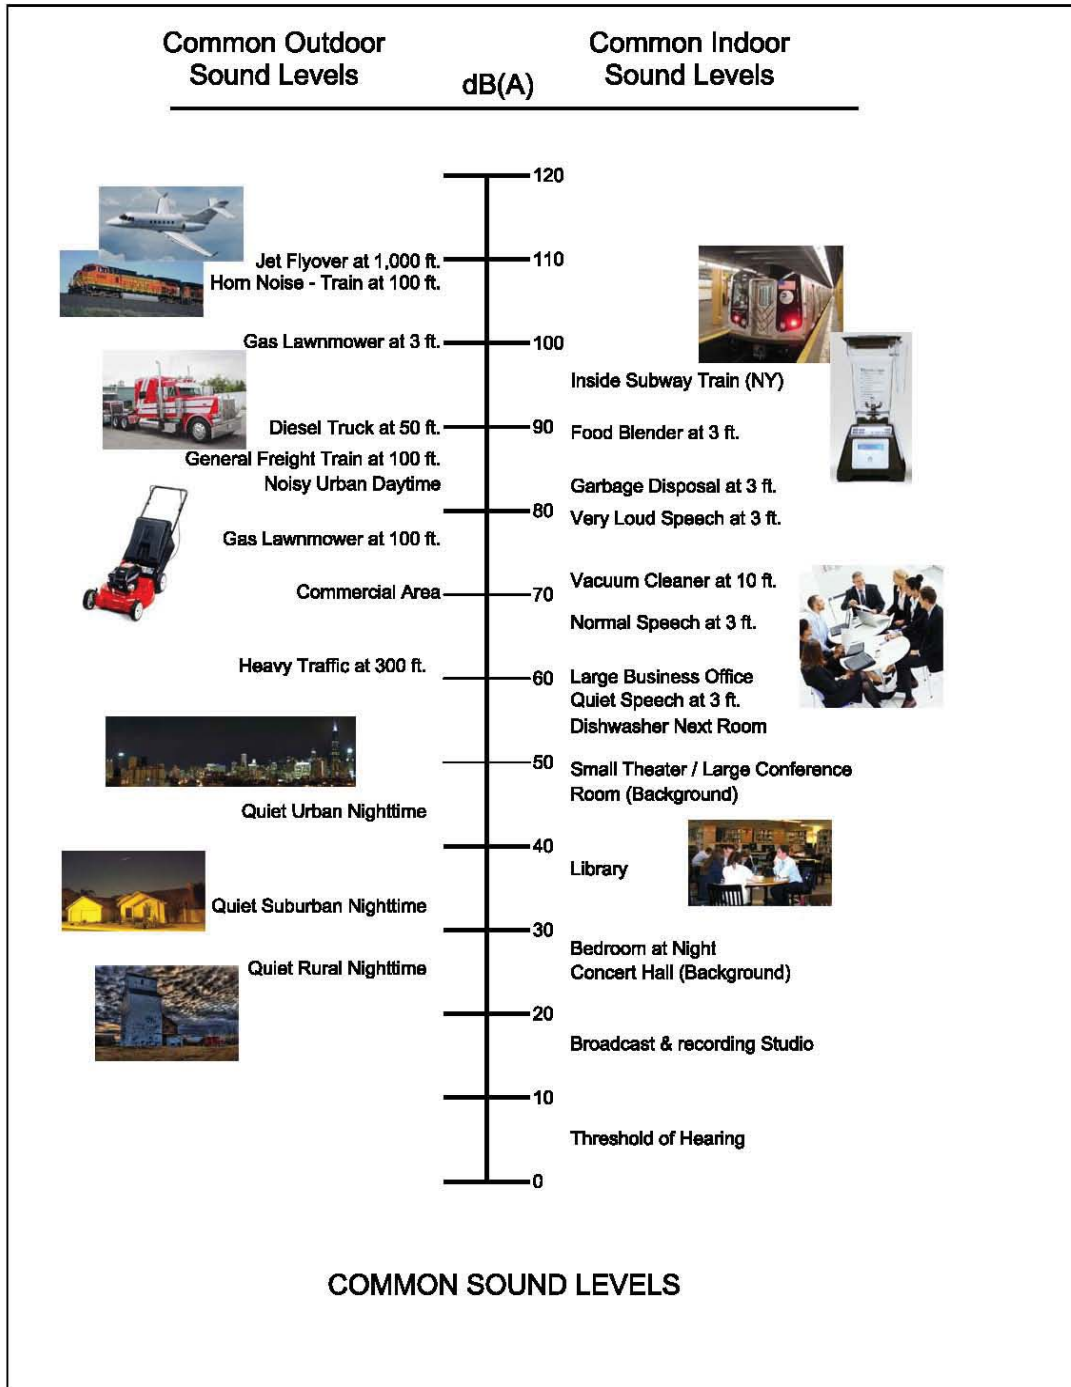 Common Outdoor
Sound Levels
dB(A)
Common Indoor
Sound Levels
120
Jet Flyover at 1,000 ft.
110
Horn Noise - Train at 100 ft.
Gas Lawnmower at 3 ft.
100
Inside Subway Train (NY)
Diesel Truck at 50 ft.
90
Food Blender at 3 ft.
General Freight Train at 100 ft.
Noisy Urban Daytime
Garbage Disposal at 3 ft.
80
Very Loud Speech at 3 ft.
Gas Lawnmower at 100 ft.
Vacuum Cleaner at 10 ft.
Commercial Area
70
Normal Speech at 3 ft.
Heavy Traffic at 300 ft.
60
Large Business Office
Quiet Speech at 3 ft.
Dishwasher Next Room
50
Small Theater / Large Conference
Room (Background)
Quiet Urban Nighttime
40
Library
Quiet Suburban Nighttime
30
Bedroom at Night
Quiet Rural Nighttime
Concert Hall (Background)
20
Broadcast & recording Studio
10
Threshold of Hearing
0
COMMON SOUND LEVELS